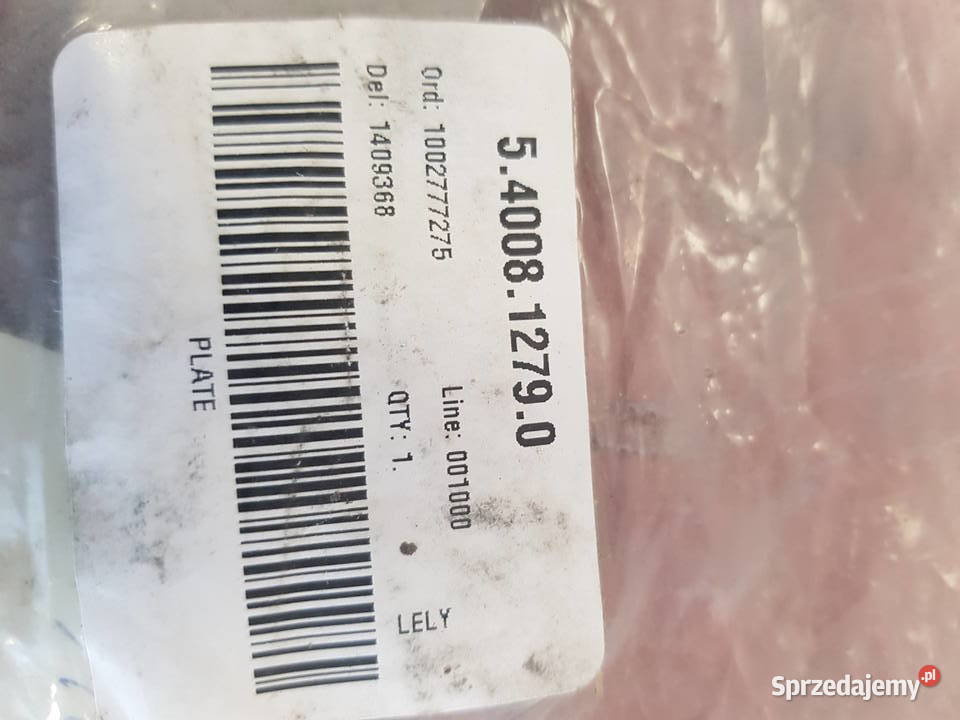 5.4008.1279.0
Ord: 1002777275 Line: 001000
Del: 1409368 QTY: 1. LELY
PLATE
Sprzedajemy.pl